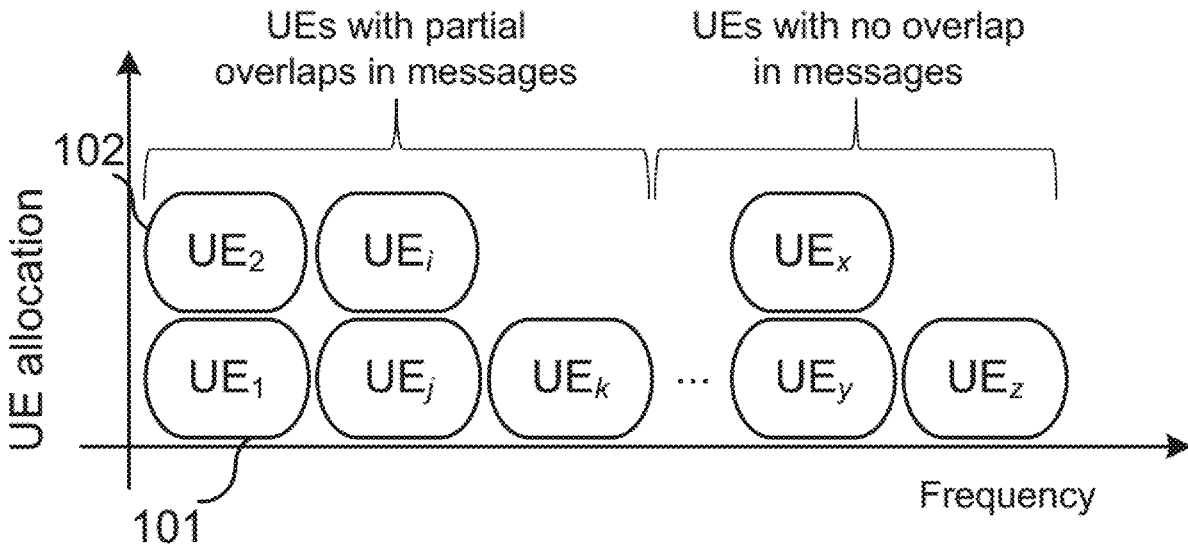 UEs with partial
overlaps in messages
UEs with no overlap
in messages
102
UE allocation
UE2 UEi UEx
UE1 UEj UEk ... UEy UEz
101
Frequency